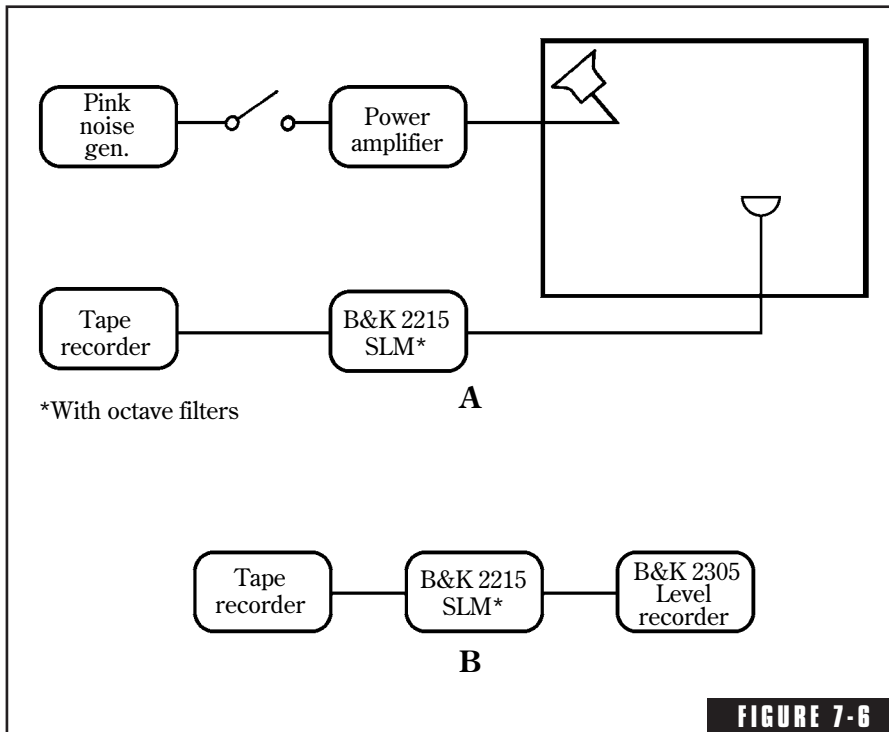 Pink
noise
gen.
Power
amplifier
Tape
recorder
B&K 2215
SLM*
A
*With octave filters
Tape
recorder
B&K 2215
SLM*
B&K 2305
Level
recorder
B
FIGURE 7-6